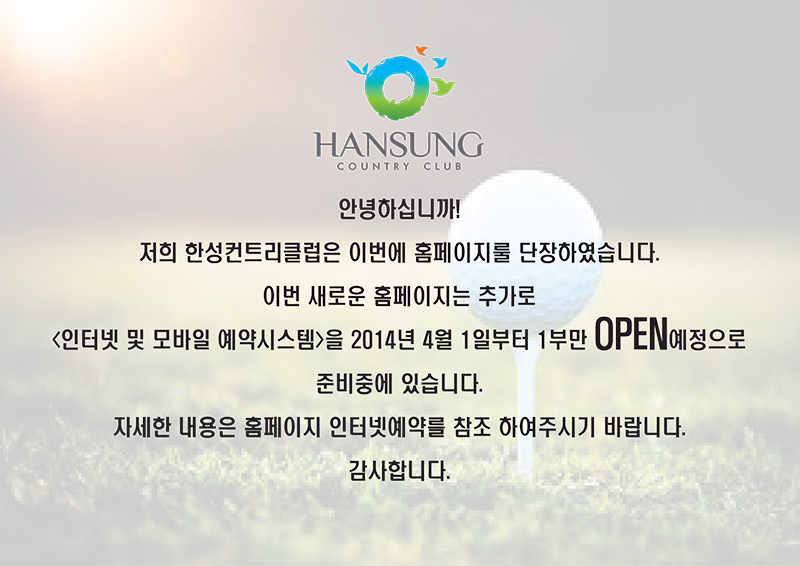 HANSUNG
COUNTRY CLUB
안녕하십니까!
저희 한성컨트리클럽은 이번에 홈페이지를 단장하였습니다.
이번 새로운 홈페이지는 추가로
<인터넷 및 모바일 예약시스템>을 2014년 4월 1일부터 1부만 OPEN예정으로
준비중에 있습니다.
자세한 내용은 홈페이지 인터넷예약를 참조 하여주시기 바랍니다.
감사합니다.